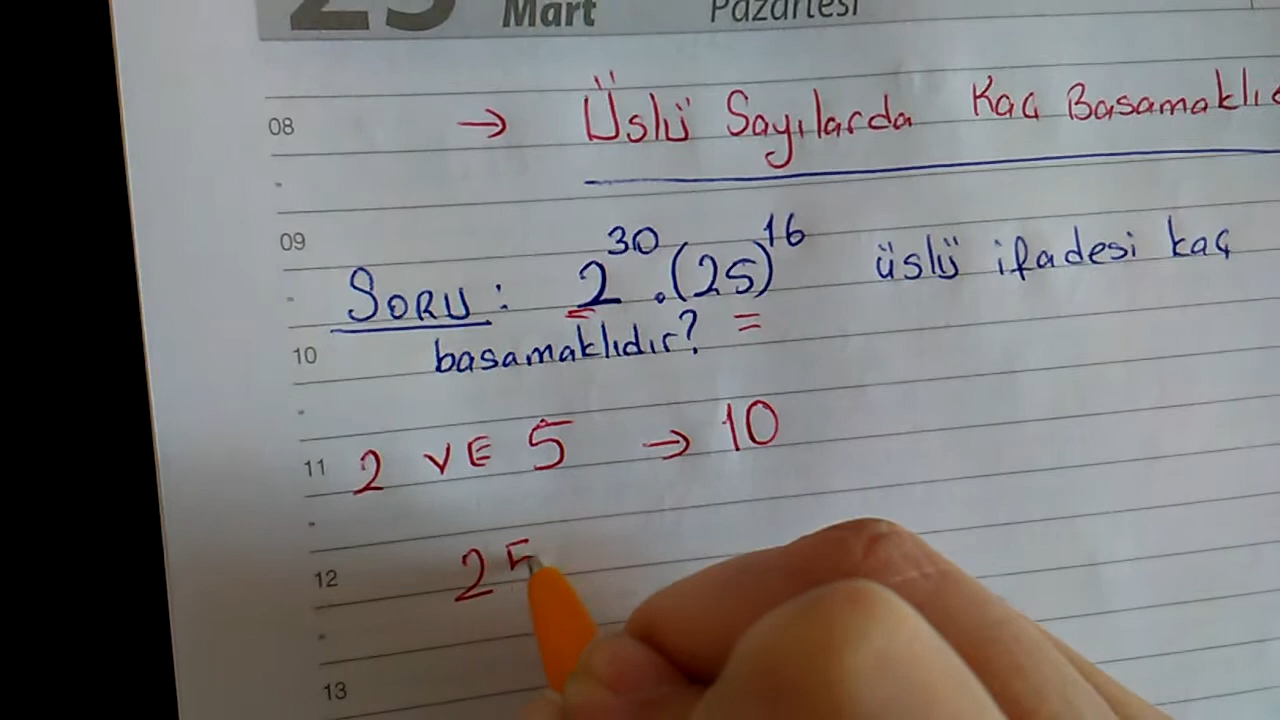 23 Mart Pazartesi
08 → Üslü Sayılarda Kaç
09
SORU: 2^30 .(25)^16 üslü ifadesi kaç
10 basamaklıdır? =
11 2 VE 5 → 10
12 25
13